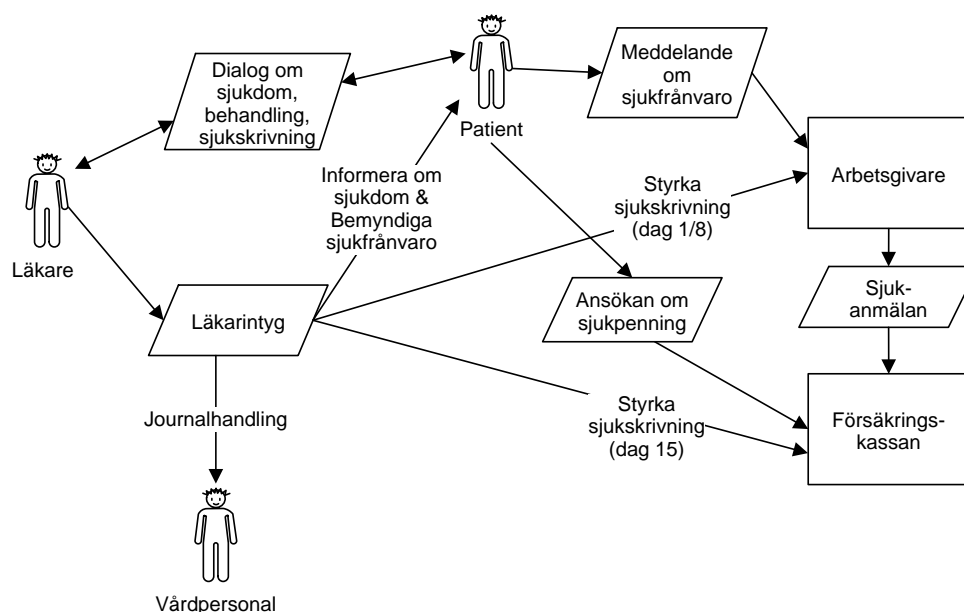 Dialog om
sjukdom,
behandling,
sjukskrivning
Meddelande
om
sjukfrånvaro
Patient
Arbetsgivare
Informera om
sjukdom &
Bemyndiga
sjukfrånvaro
Styrka
sjukskrivning
(dag 1/8)
Läkare
Läkarintyg
Ansökan om
sjukpenning
Sjuk-
anmälan
Journalhandling
Styrka
sjukskrivning
(dag 15)
Försäkrings-
kassan
Vårdpersonal